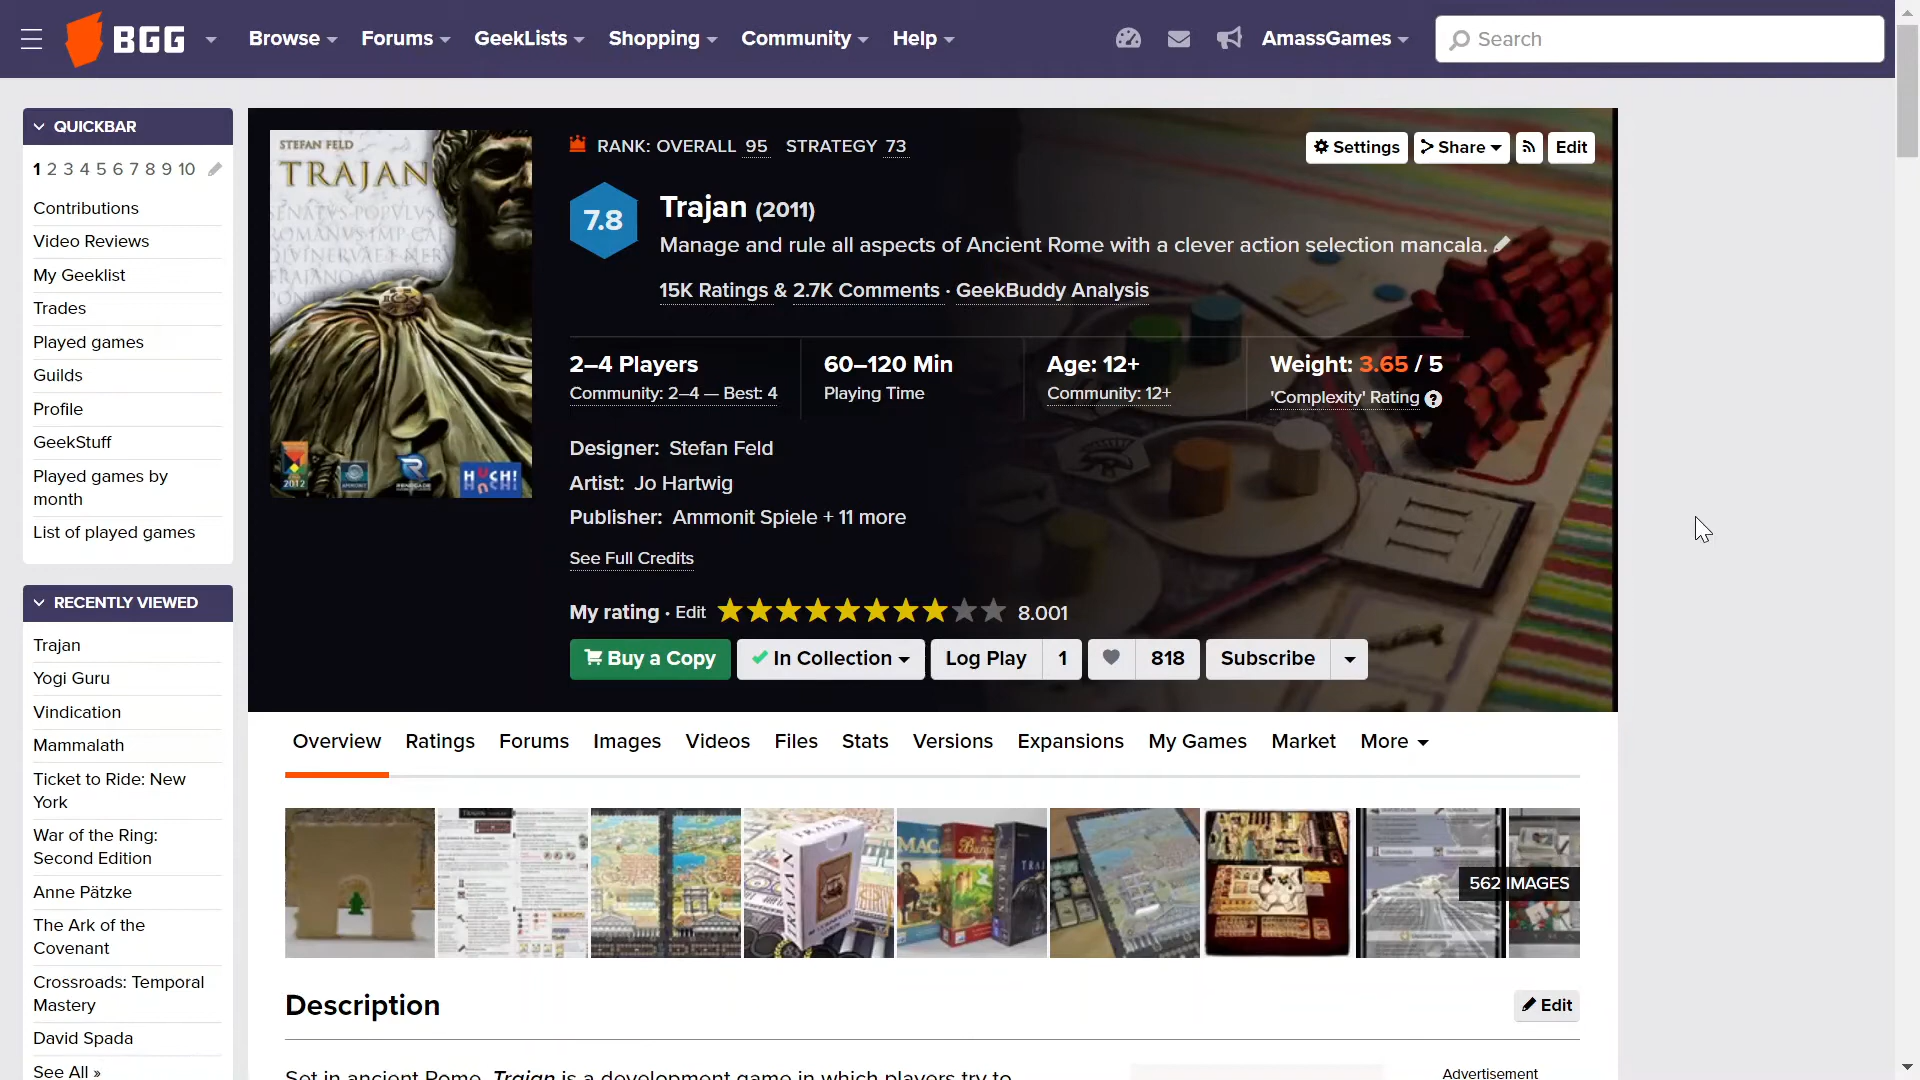 BGG
Browse
Forums
GeekLists
Shopping
Community
Help
AmassGames
Search
QUICKBAR
1 2 3 4 5 6 7 8 9 10
Contributions
Video Reviews
My Geeklist
Trades
Played games
Guilds
Profile
GeekStuff
Played games by
month
List of played games
RECENTLY VIEWED
Trajan
Yogi Guru
Vindication
Mammalath
Ticket to Ride: New
York
War of the Ring:
Second Edition
Anne Pätzke
The Ark of the
Covenant
Crossroads: Temporal
Mastery
David Spada
See All »
STEFAN FELD
TRAJAN
2012
HUCH!
RANK: OVERALL 95 STRATEGY 73
Settings
Share
Edit
7.8
Trajan (2011)
Manage and rule all aspects of Ancient Rome with a clever action selection mancala.
15K Ratings & 2.7K Comments · GeekBuddy Analysis
2–4 Players
Community: 2–4 — Best: 4
60–120 Min
Playing Time
Age: 12+
Community: 12+
Weight: 3.65 / 5
'Complexity' Rating ?
Designer: Stefan Feld
Artist: Jo Hartwig
Publisher: Ammonit Spiele + 11 more
See Full Credits
My rating · Edit 8.001
Buy a Copy
In Collection
Log Play 1
818
Subscribe
Overview
Ratings
Forums
Images
Videos
Files
Stats
Versions
Expansions
My Games
Market
More
562 IMAGES
Description
Edit
Set in ancient Rome, Trajan is a development game in which players try to
Advertisement